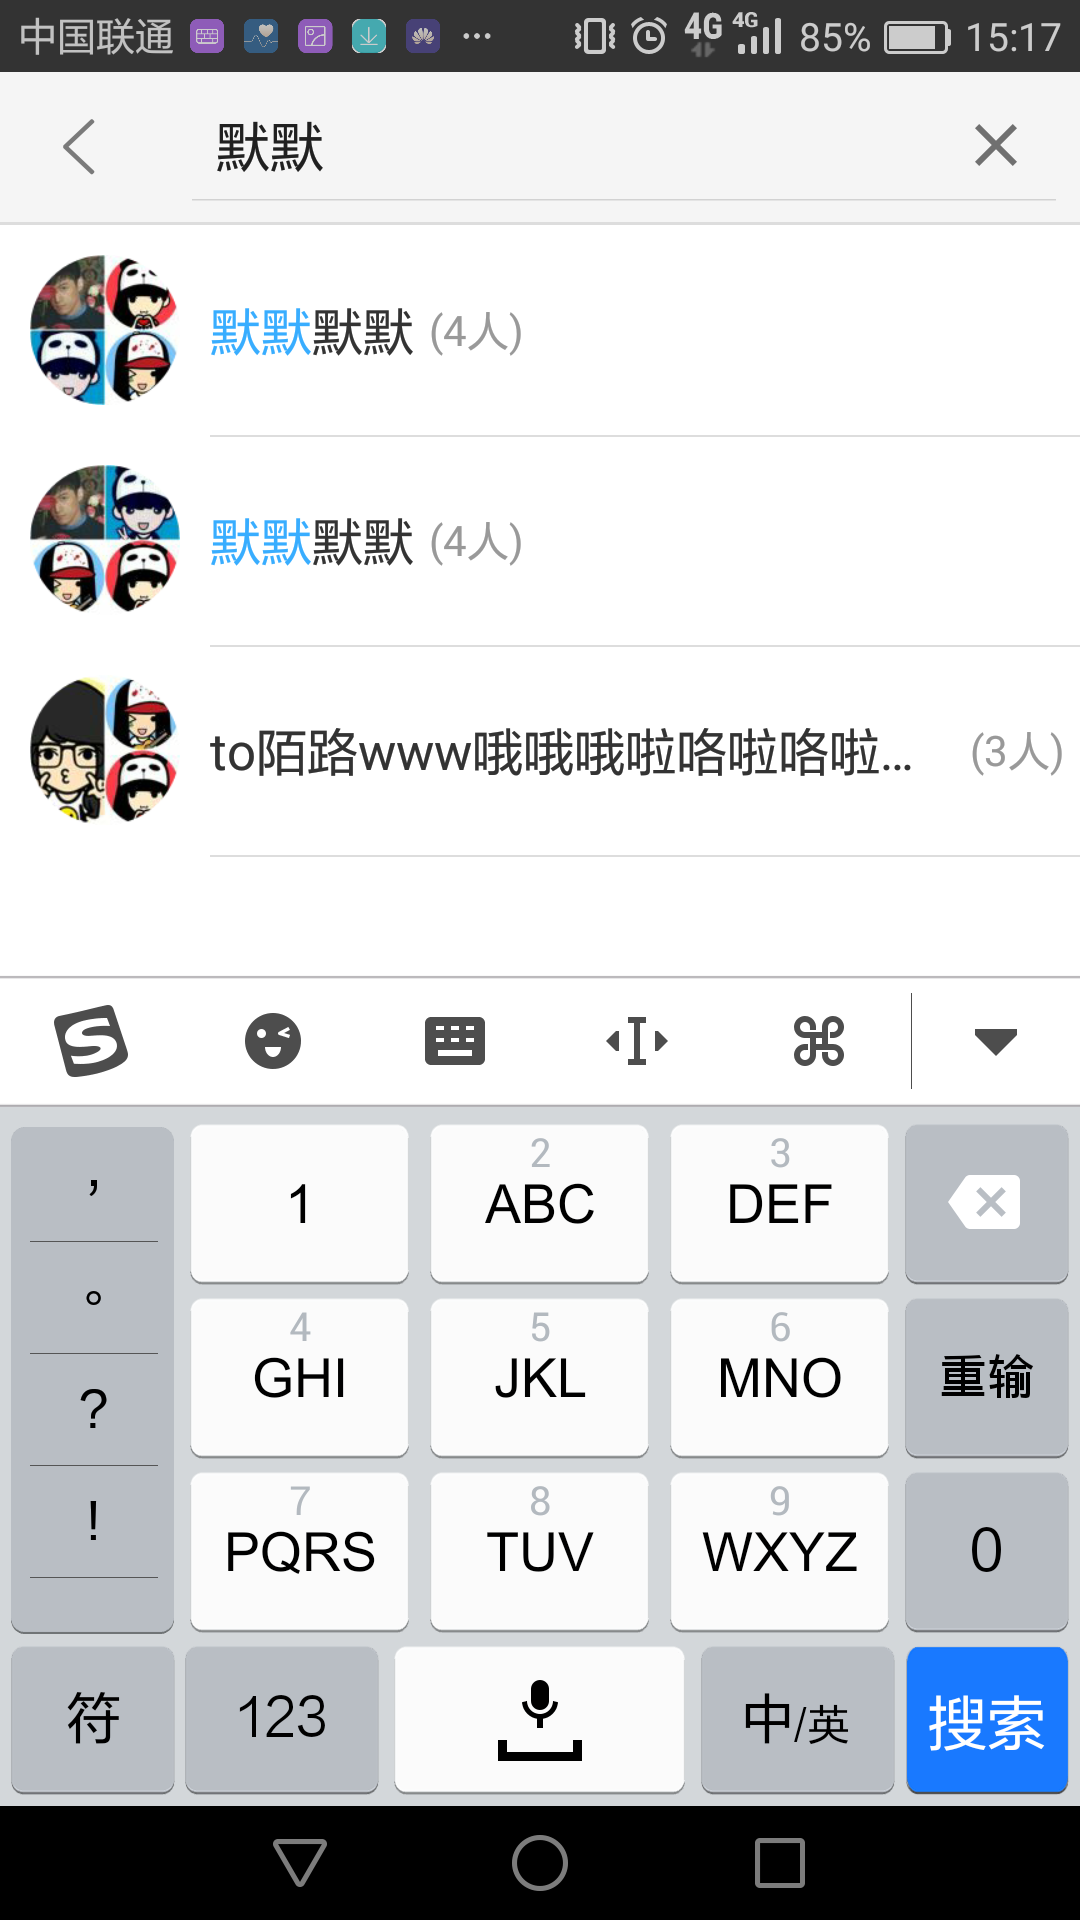 中国联通 4G 4G 85% 15:17
默默
默默默默 (4人)
默默默默 (4人)
to陌路www哦哦哦啦咯啦咯啦... (3人)
，
。
?
!
1
2
ABC
3
DEF
4
GHI
5
JKL
6
MNO
重输
7
PQRS
8
TUV
9
WXYZ
0
符
123
中/英
搜索